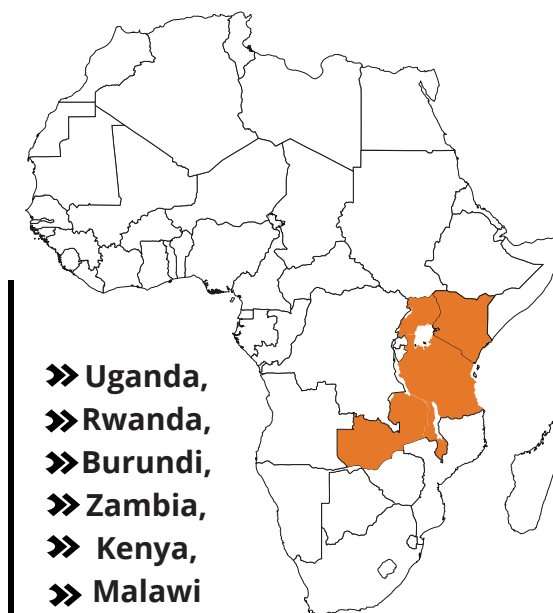 Uganda,
Rwanda,
Burundi,
Zambia,
Kenya,
Malawi